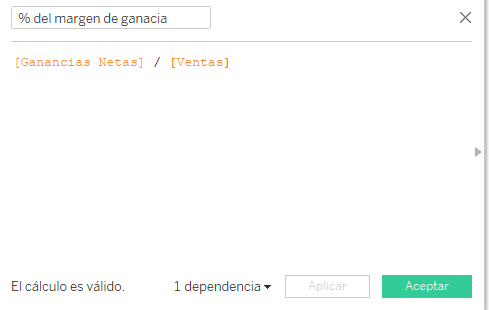 % del margen de ganacia
[Ganancias Netas] / [Ventas]
El cálculo es válido.
1 dependencia
Aplicar
Aceptar